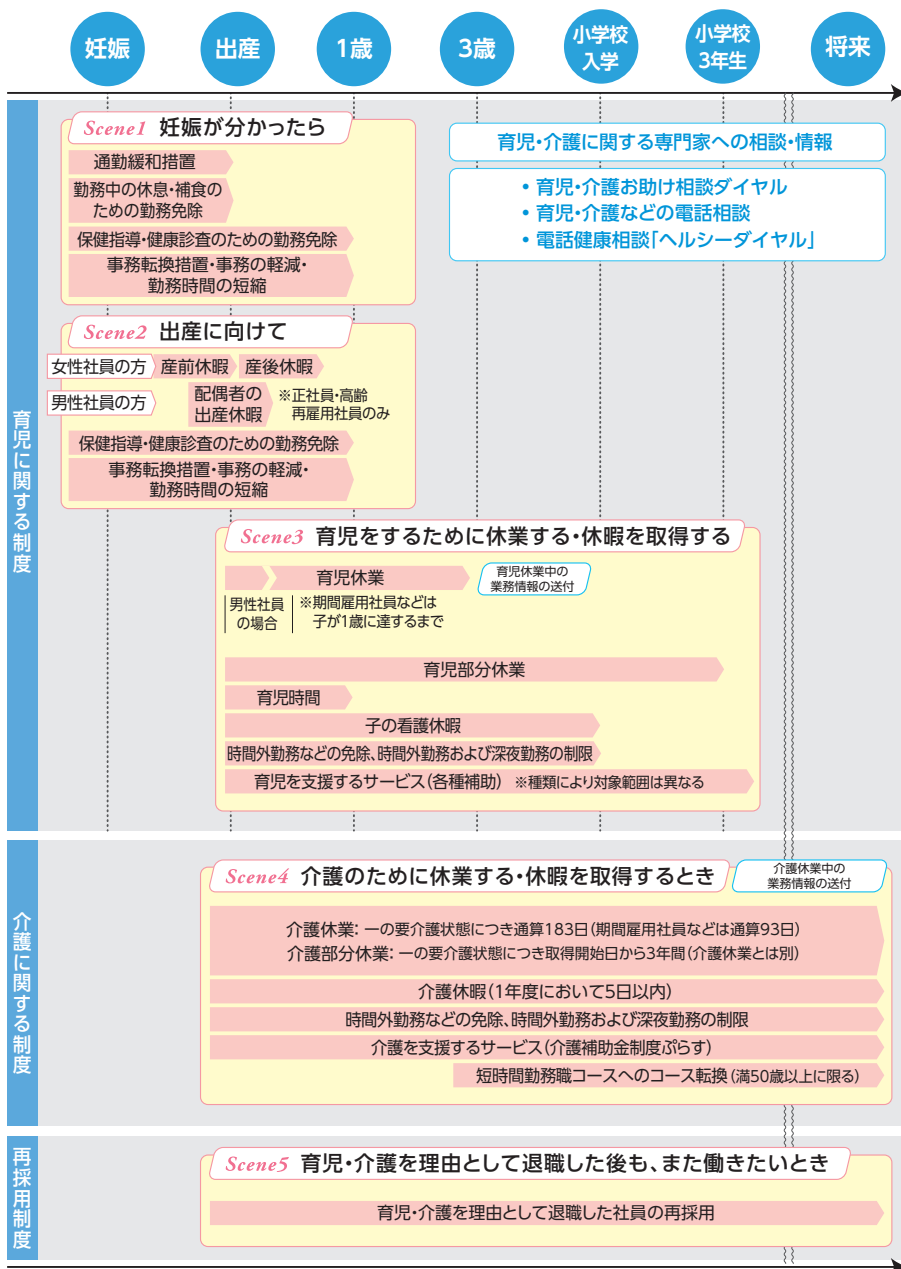 妊娠
出産
1歳
3歳
小学校
入学
小学校
3年生
将来
育児に関する制度
Scene1 妊娠が分かったら
通勤緩和措置
勤務中の休息・補食の
ための勤務免除
保健指導・健康診査のための勤務免除
事務転換措置・事務の軽減・
勤務時間の短縮
育児・介護に関する専門家への相談・情報
• 育児・介護お助け相談ダイヤル
• 育児・介護などの電話相談
• 電話健康相談「ヘルシーダイヤル」
Scene2 出産に向けて
女性社員の方
産前休暇
産後休暇
男性社員の方
配偶者の
出産休暇
※正社員・高齢
再雇用社員のみ
保健指導・健康診査のための勤務免除
事務転換措置・事務の軽減・
勤務時間の短縮
Scene3 育児をするために休業する・休暇を取得する
育児休業
育児休業中の
業務情報の送付
男性社員
の場合
※期間雇用社員などは
子が1歳に達するまで
育児部分休業
育児時間
子の看護休暇
時間外勤務などの免除、時間外勤務および深夜勤務の制限
育児を支援するサービス(各種補助) ※種類により対象範囲は異なる
介護に関する制度
Scene4 介護のために休業する・休暇を取得するとき
介護休業中の
業務情報の送付
介護休業: 一の要介護状態につき通算183日(期間雇用社員などは通算93日)
介護部分休業: 一の要介護状態につき取得開始日から3年間(介護休業とは別)
介護休暇(1年度において5日以内)
時間外勤務などの免除、時間外勤務および深夜勤務の制限
介護を支援するサービス(介護補助金制度ぷらす)
短時間勤務職コースへのコース転換(満50歳以上に限る)
再採用制度
Scene5 育児・介護を理由として退職した後も、また働きたいとき
育児・介護を理由として退職した社員の再採用